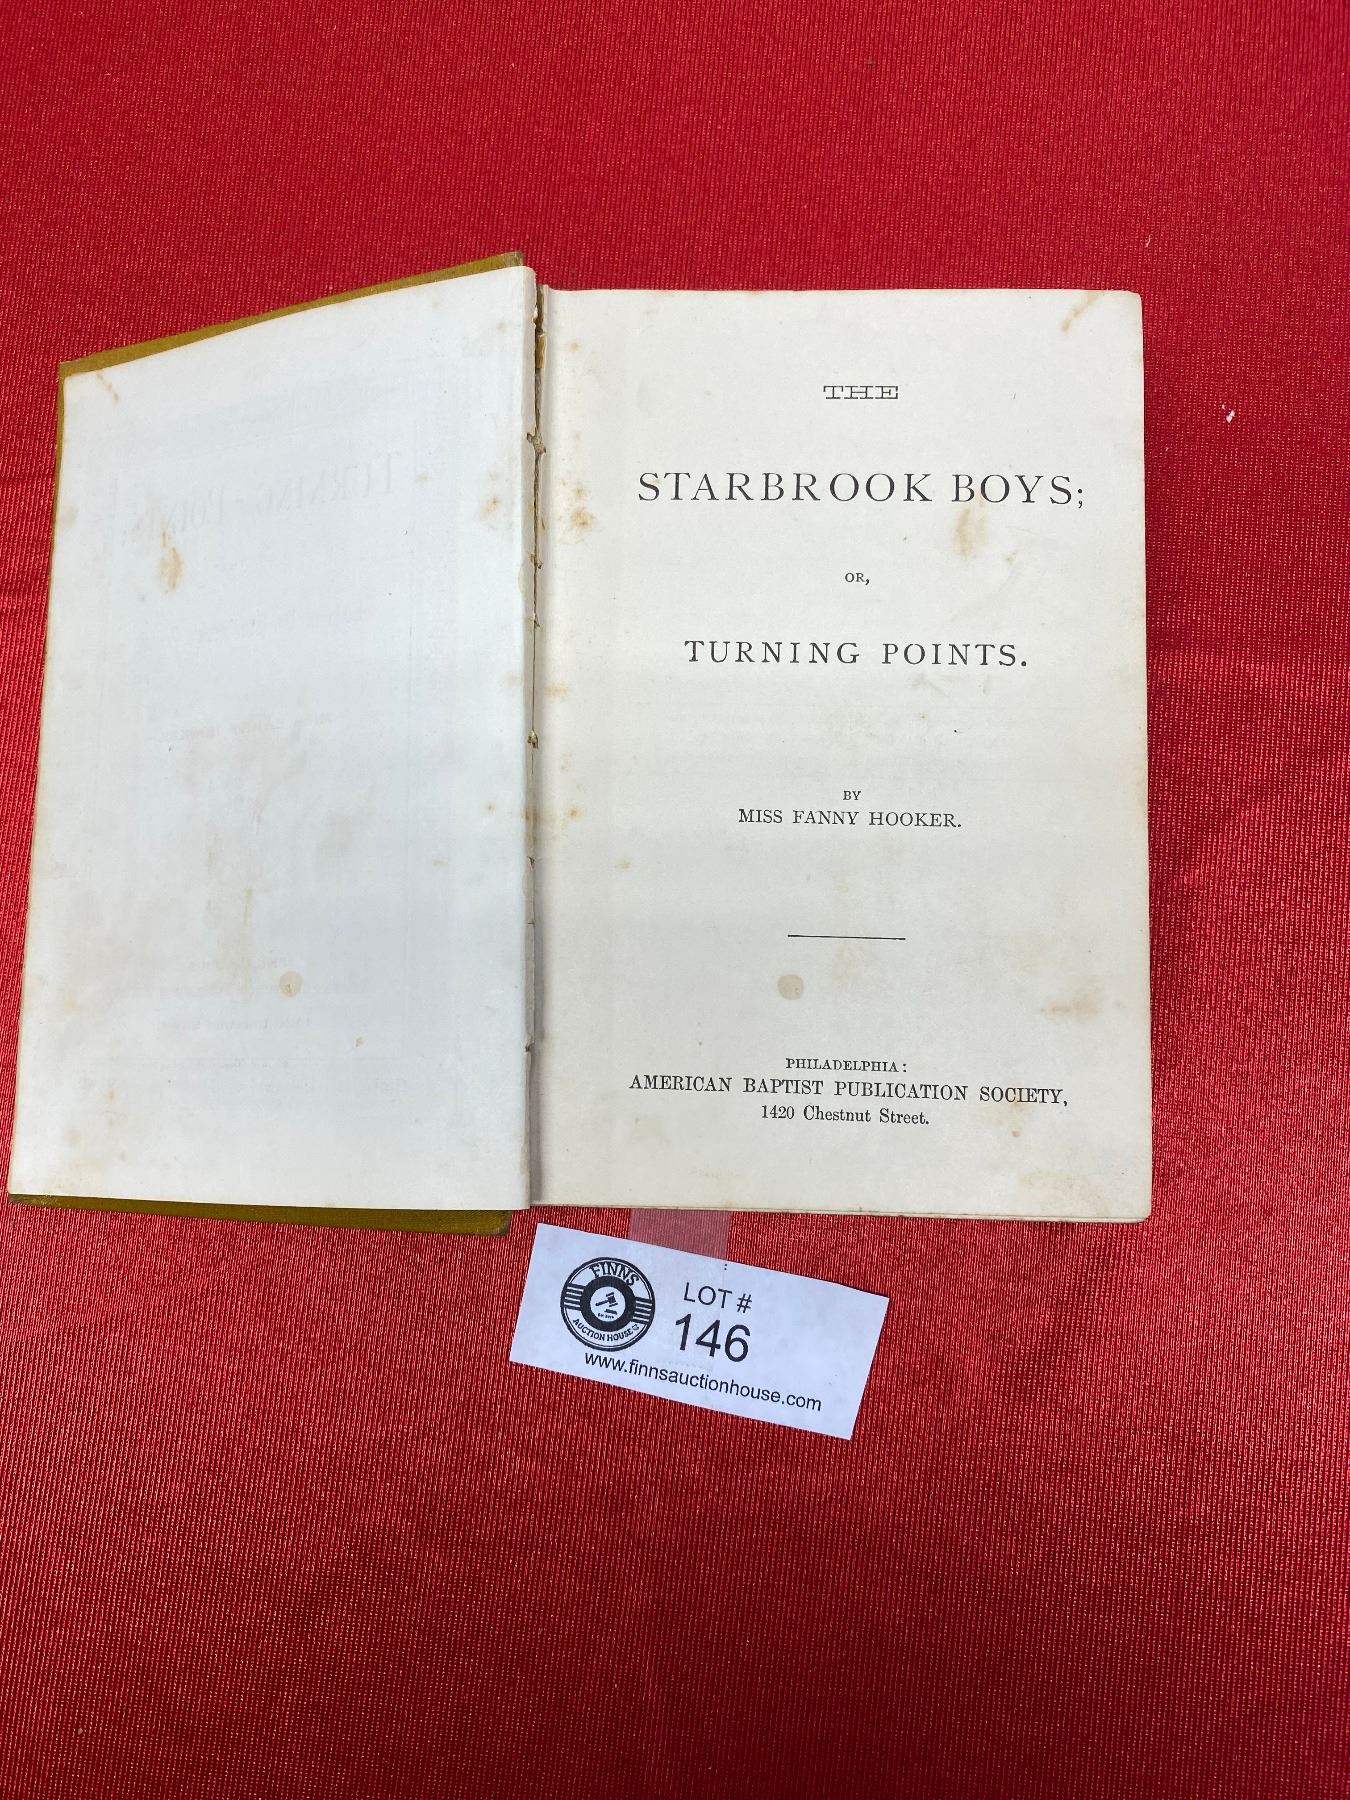 THE
STARBROOK BOYS;
OR,
TURNING POINTS.
BY
MISS FANNY HOOKER.
PHILADELPHIA:
AMERICAN BAPTIST PUBLICATION SOCIETY,
1420 Chestnut Street.
FINNS
AUCTION HOUSE
LOT #
146
www.finnsauctionhouse.com